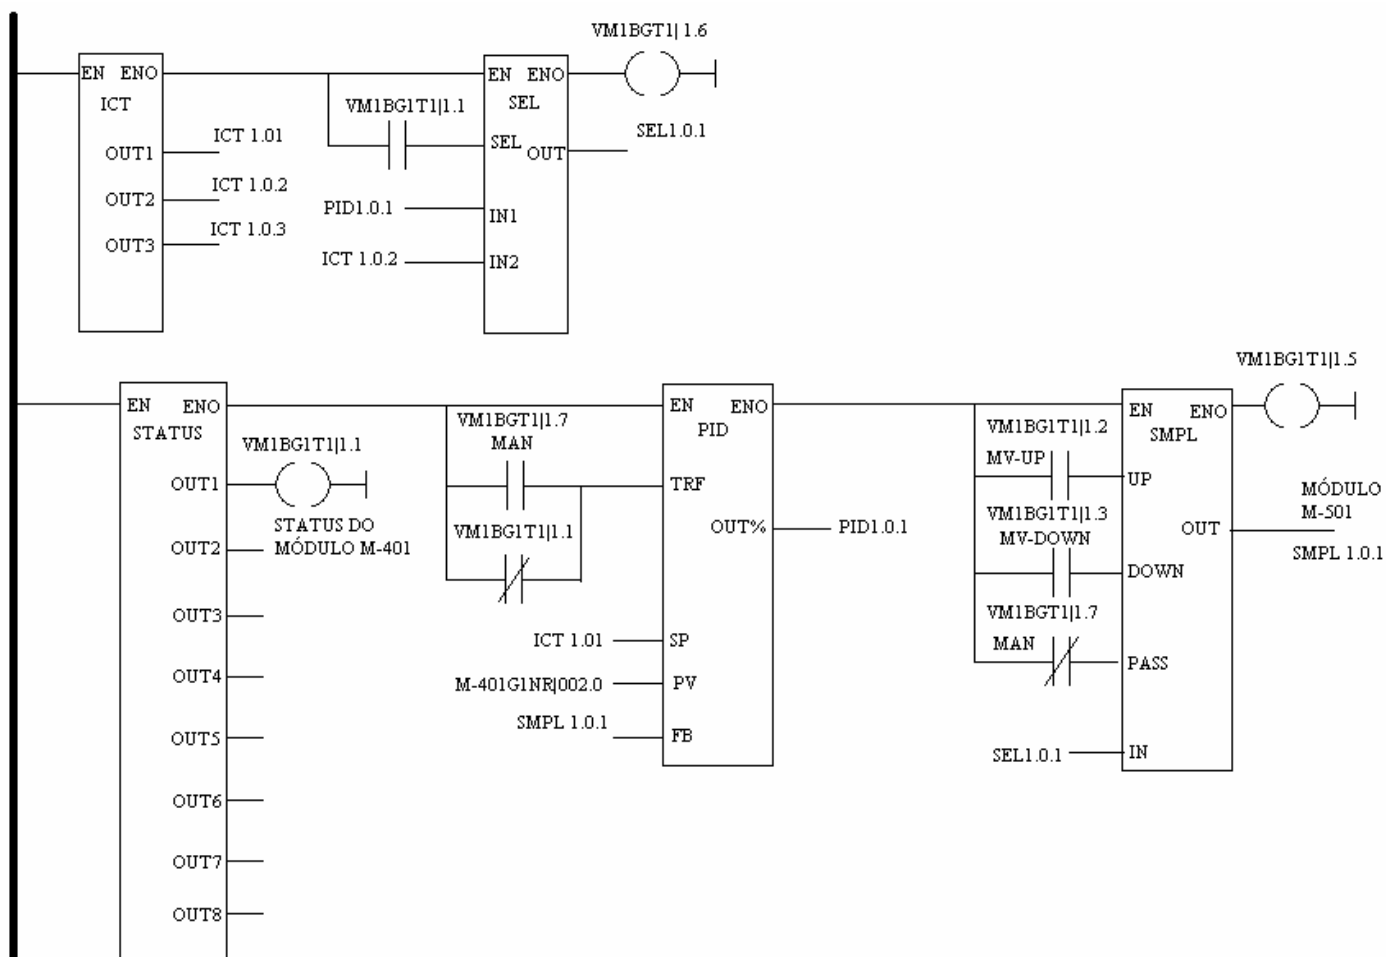 VM1BGT1| 1.6
EN ENO
ICT
VM1BG1T1|1.1
EN ENO
SEL
SEL1.0.1
ICT 1.01
OUT1
SEL
OUT
ICT 1.0.2
OUT2
PID1.0.1
IN1
ICT 1.0.3
OUT3
ICT 1.0.2
IN2
VM1BG1T1|1.5
EN ENO
STATUS
VM1BG1T1|1.1
OUT1
STATUS DO
MÓDULO M-401
OUT2
OUT3
OUT4
OUT5
OUT6
OUT7
OUT8
VM1BGT1|1.7
MAN
VM1BG1T1|1.1
EN ENO
PID
TRF
OUT%
PID1.0.1
ICT 1.01
SP
M-401G1NR|002.0
PV
SMPL 1.0.1
FB
VM1BG1T1|1.2
MV-UP
VM1BG1T1|1.3
MV-DOWN
VM1BGT1|1.7
MAN
EN ENO
SMPL
UP
OUT
DOWN
PASS
SEL1.0.1
IN
MÓDULO
M-501
SMPL 1.0.1